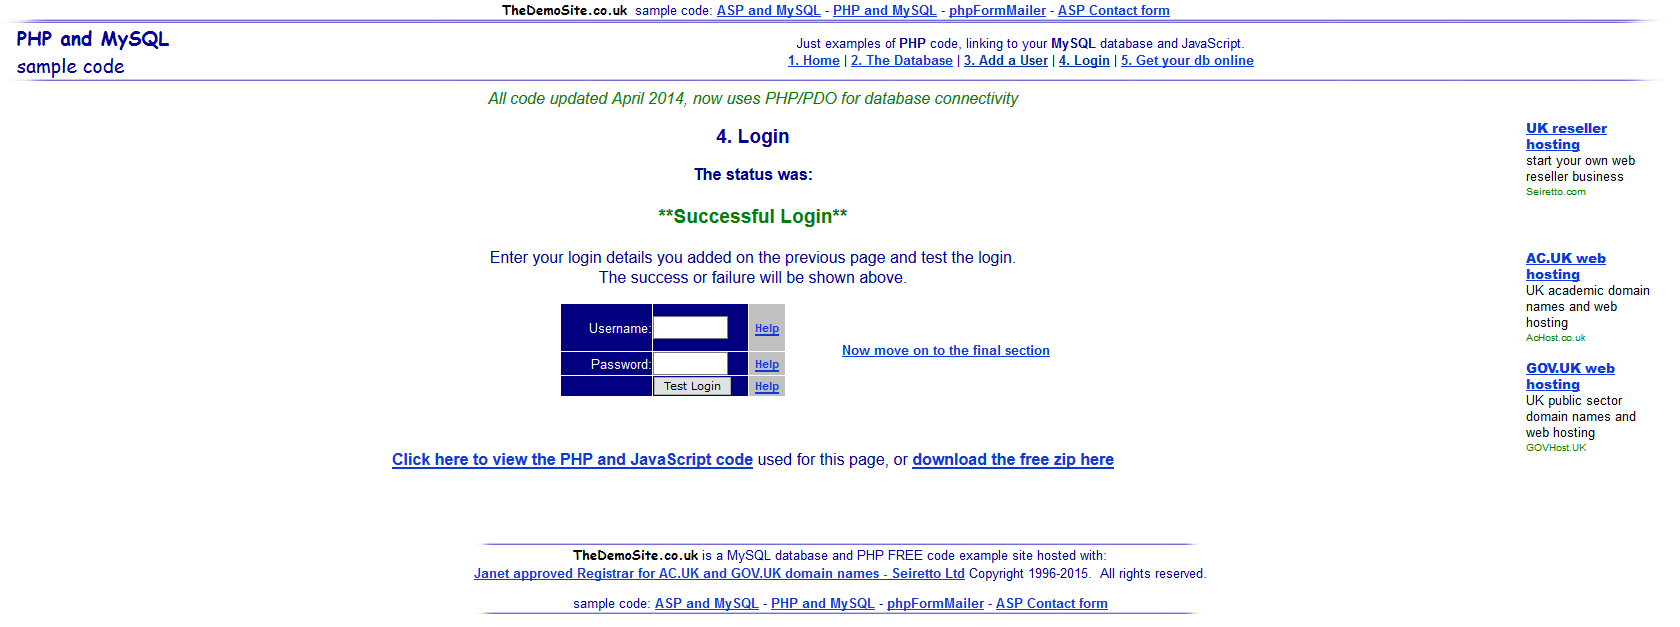 TheDemoSite.co.uk sample code: ASP and MySQL - PHP and MySQL - phpFormMailer - ASP Contact form
PHP and MySQL
sample code
Just examples of PHP code, linking to your MySQL database and JavaScript.
1. Home | 2. The Database | 3. Add a User | 4. Login | 5. Get your db online
All code updated April 2014, now uses PHP/PDO for database connectivity
4. Login
The status was:
**Successful Login**
Enter your login details you added on the previous page and test the login.
The success or failure will be shown above.
Username: Help
Password: Help
Test Login Help
Now move on to the final section
Click here to view the PHP and JavaScript code used for this page, or download the free zip here
UK reseller
hosting
start your own web
reseller business
Seiretto.com
AC.UK web
hosting
UK academic domain
names and web
hosting
AcHost.co.uk
GOV.UK web
hosting
UK public sector
domain names and
web hosting
GOVHost.UK
TheDemoSite.co.uk is a MySQL database and PHP FREE code example site hosted with:
Janet approved Registrar for AC.UK and GOV.UK domain names - Seiretto Ltd Copyright 1996-2015. All rights reserved.
sample code: ASP and MySQL - PHP and MySQL - phpFormMailer - ASP Contact form